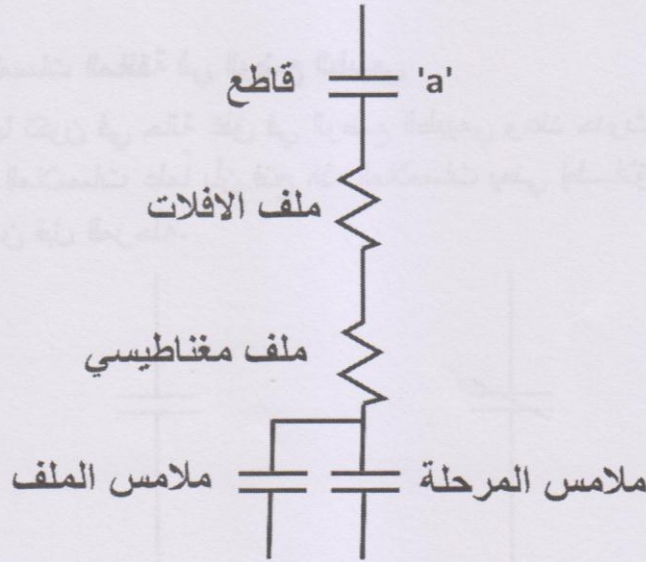 قاطع 'a'
ملف الافلات
ملف مغناطيسي
ملامس المرحلة ملامس الملف